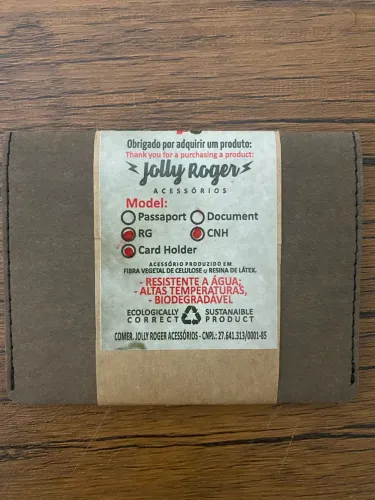 Obrigado por adquirir um produto:
Thank you for a purchasing a product:
Jolly Roger
ACESSÓRIOS
Model:
Passaport Document
RG CNH
Card Holder
ACESSÓRIO PRODUZIDO EM
FIBRA VEGETAL DE CELULOSE E RESINA DE LÁTEX.
- RESISTENTE A ÁGUA;
- ALTAS TEMPERATURAS,
- BIODEGRADÁVEL
ECOLOGICALLY SUSTANAIBLE
CORRECT PRODUCT
COMER. JOLLY ROGER ACESSÓRIOS - CNPJ.: 27.641.313/0001-65